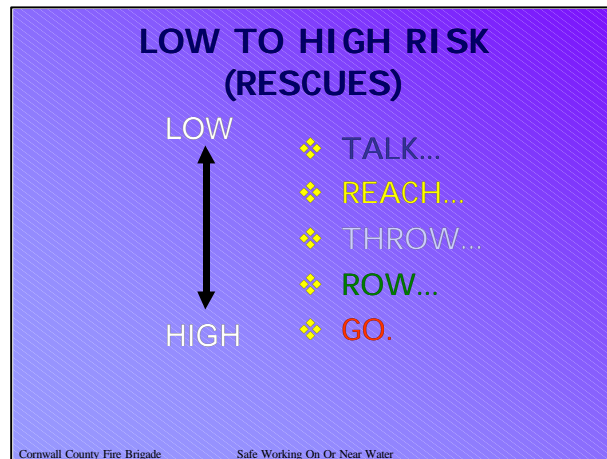 LOW TO HIGH RISK
(RESCUES)
LOW
TALK...
REACH...
THROW...
ROW...
HIGH
GO.
Cornwall County Fire Brigade Safe Working On Or Near Water